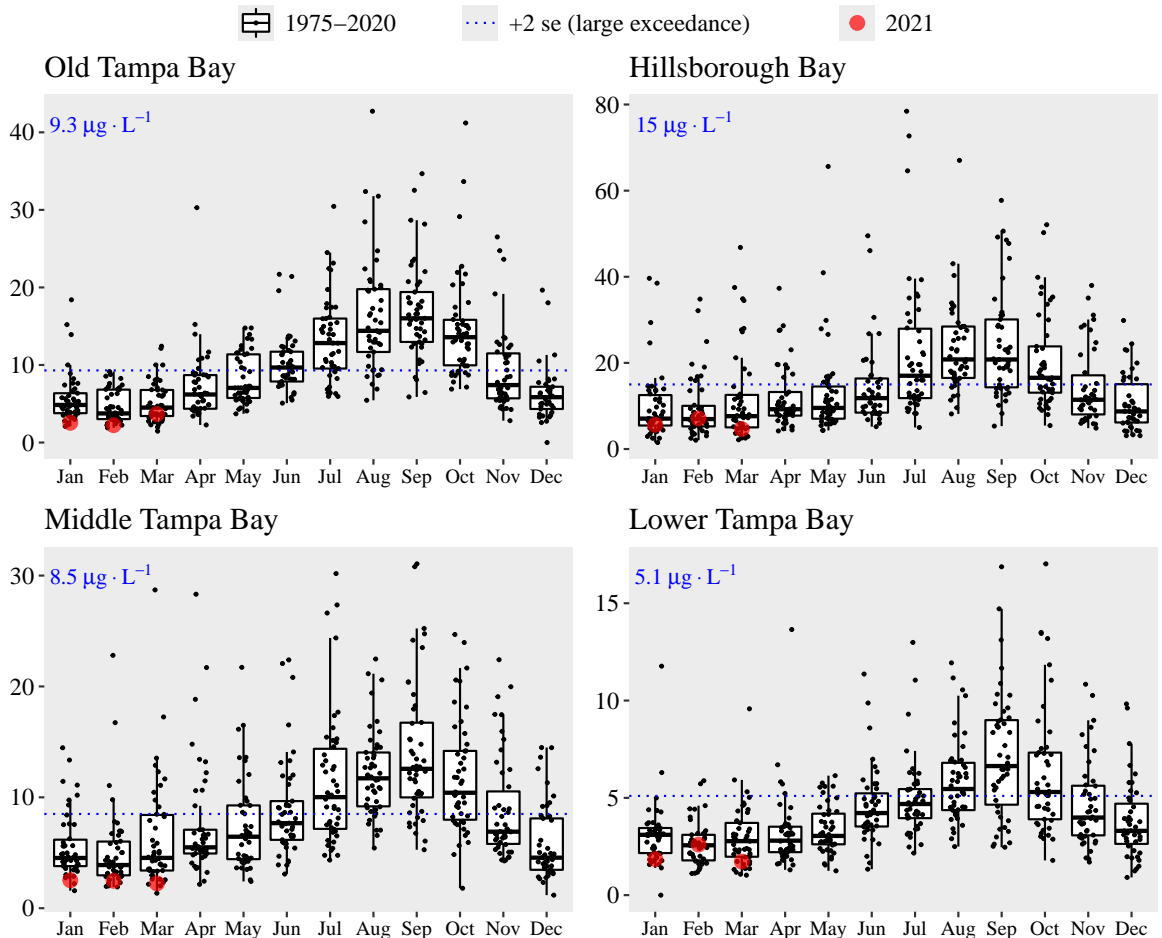 1975–2020 +2 se (large exceedance) 2021
Old Tampa Bay Hillsborough Bay
9.3 μg · L⁻¹
40
30
20
10
0
Jan Feb Mar Apr May Jun Jul Aug Sep Oct Nov Dec
15 μg · L⁻¹
80
60
40
20
0
Jan Feb Mar Apr May Jun Jul Aug Sep Oct Nov Dec
Middle Tampa Bay Lower Tampa Bay
8.5 μg · L⁻¹
30
20
10
0
Jan Feb Mar Apr May Jun Jul Aug Sep Oct Nov Dec
5.1 μg · L⁻¹
15
10
5
0
Jan Feb Mar Apr May Jun Jul Aug Sep Oct Nov Dec